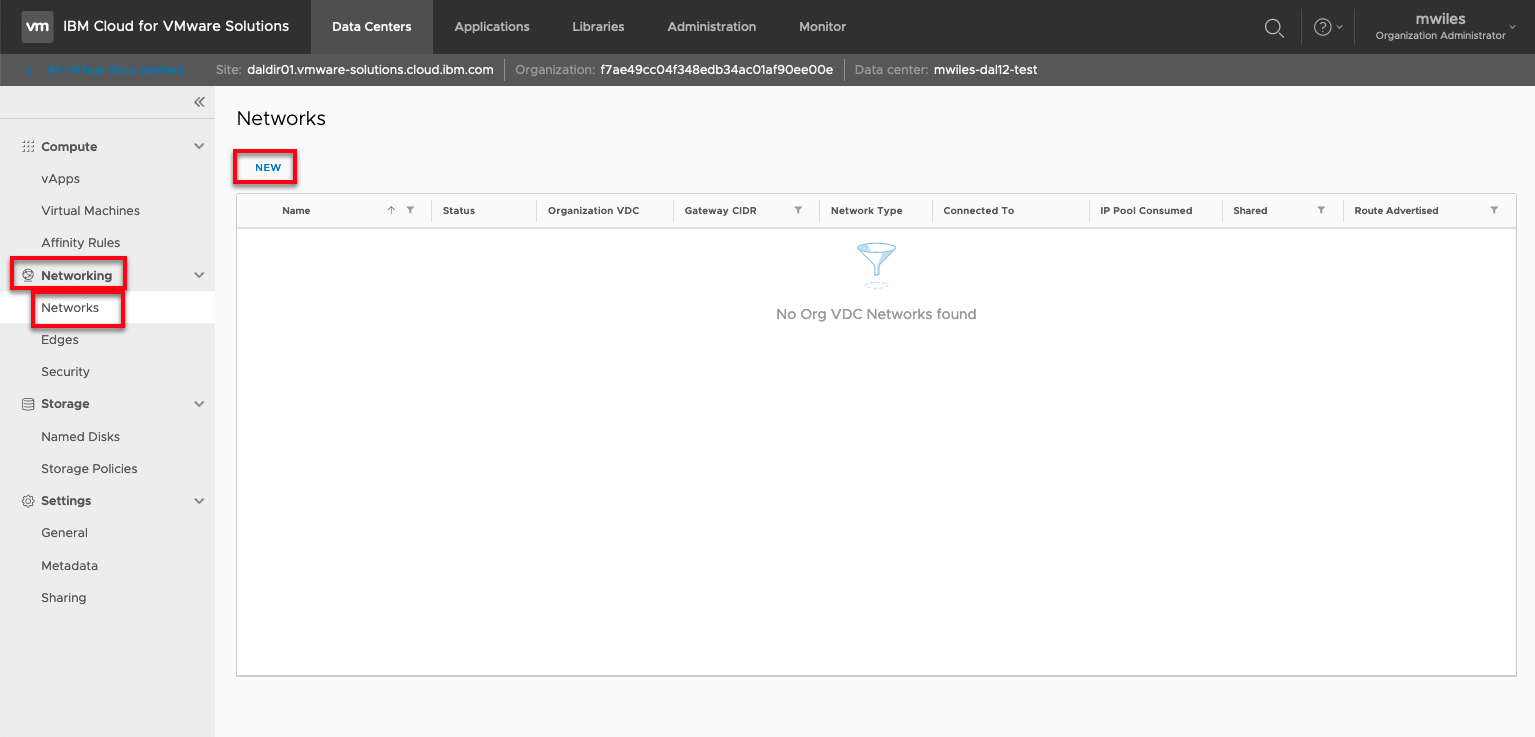 vm IBM Cloud for VMware Solutions Data Centers Applications Libraries Administration Monitor mwiles
Organization Administrator
All Virtual data centers Site: daldir01.vmware-solutions.cloud.ibm.com Organization: f7ae49cc04f348edb34ac01af90ee00e Data center: mwiles-dal12-test
Compute
vApps
Virtual Machines
Affinity Rules
Networking
Networks
Edges
Security
Storage
Named Disks
Storage Policies
Settings
General
Metadata
Sharing
Networks
NEW
Name Status Organization VDC Gateway CIDR Network Type Connected To IP Pool Consumed Shared Route Advertised
No Org VDC Networks found